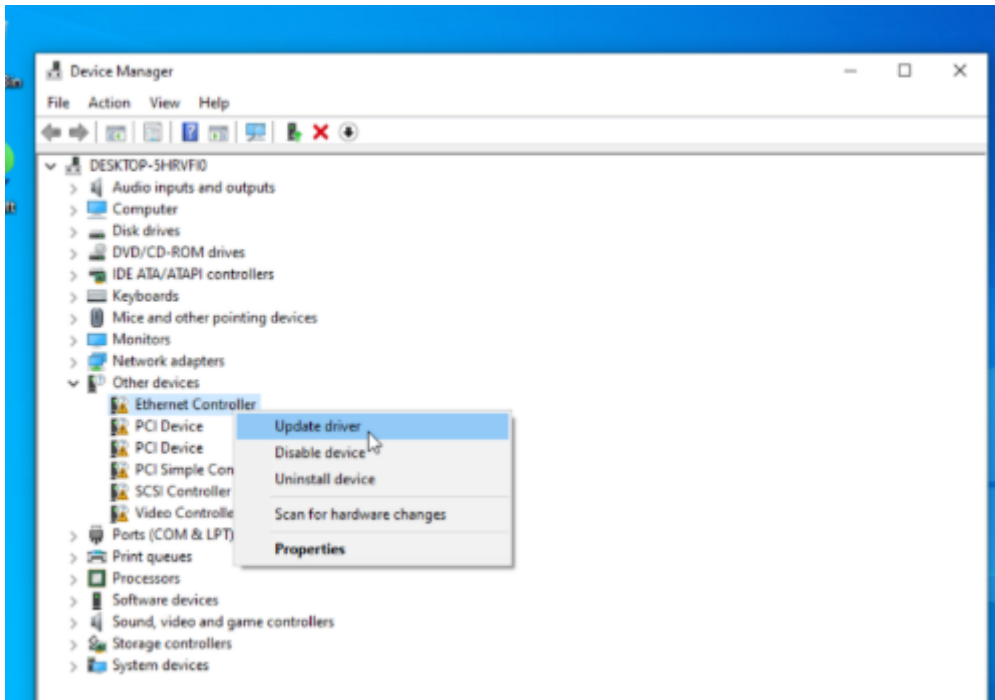 Device Manager
File Action View Help
DESKTOP-5HRVFI0
Audio inputs and outputs
Computer
Disk drives
DVD/CD-ROM drives
IDE ATA/ATAPI controllers
Keyboards
Mice and other pointing devices
Monitors
Network adapters
Other devices
Ethernet Controller
PCI Device
PCI Device
PCI Simple Con
SCSI Controller
Video Controlle
Ports (COM & LPT)
Print queues
Processors
Software devices
Sound, video and game controllers
Storage controllers
System devices
Update driver
Disable device
Uninstall device
Scan for hardware changes
Properties